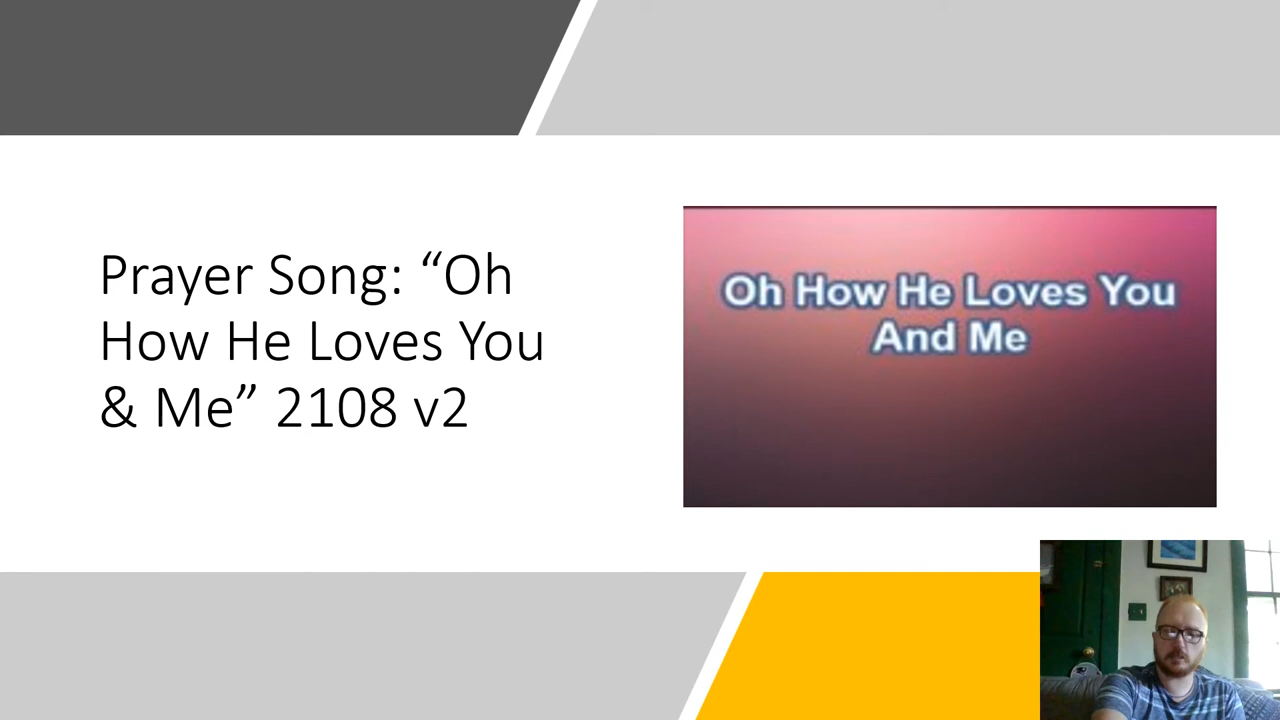 Prayer Song: “Oh
How He Loves You
& Me” 2108 v2
Oh How He Loves You
And Me